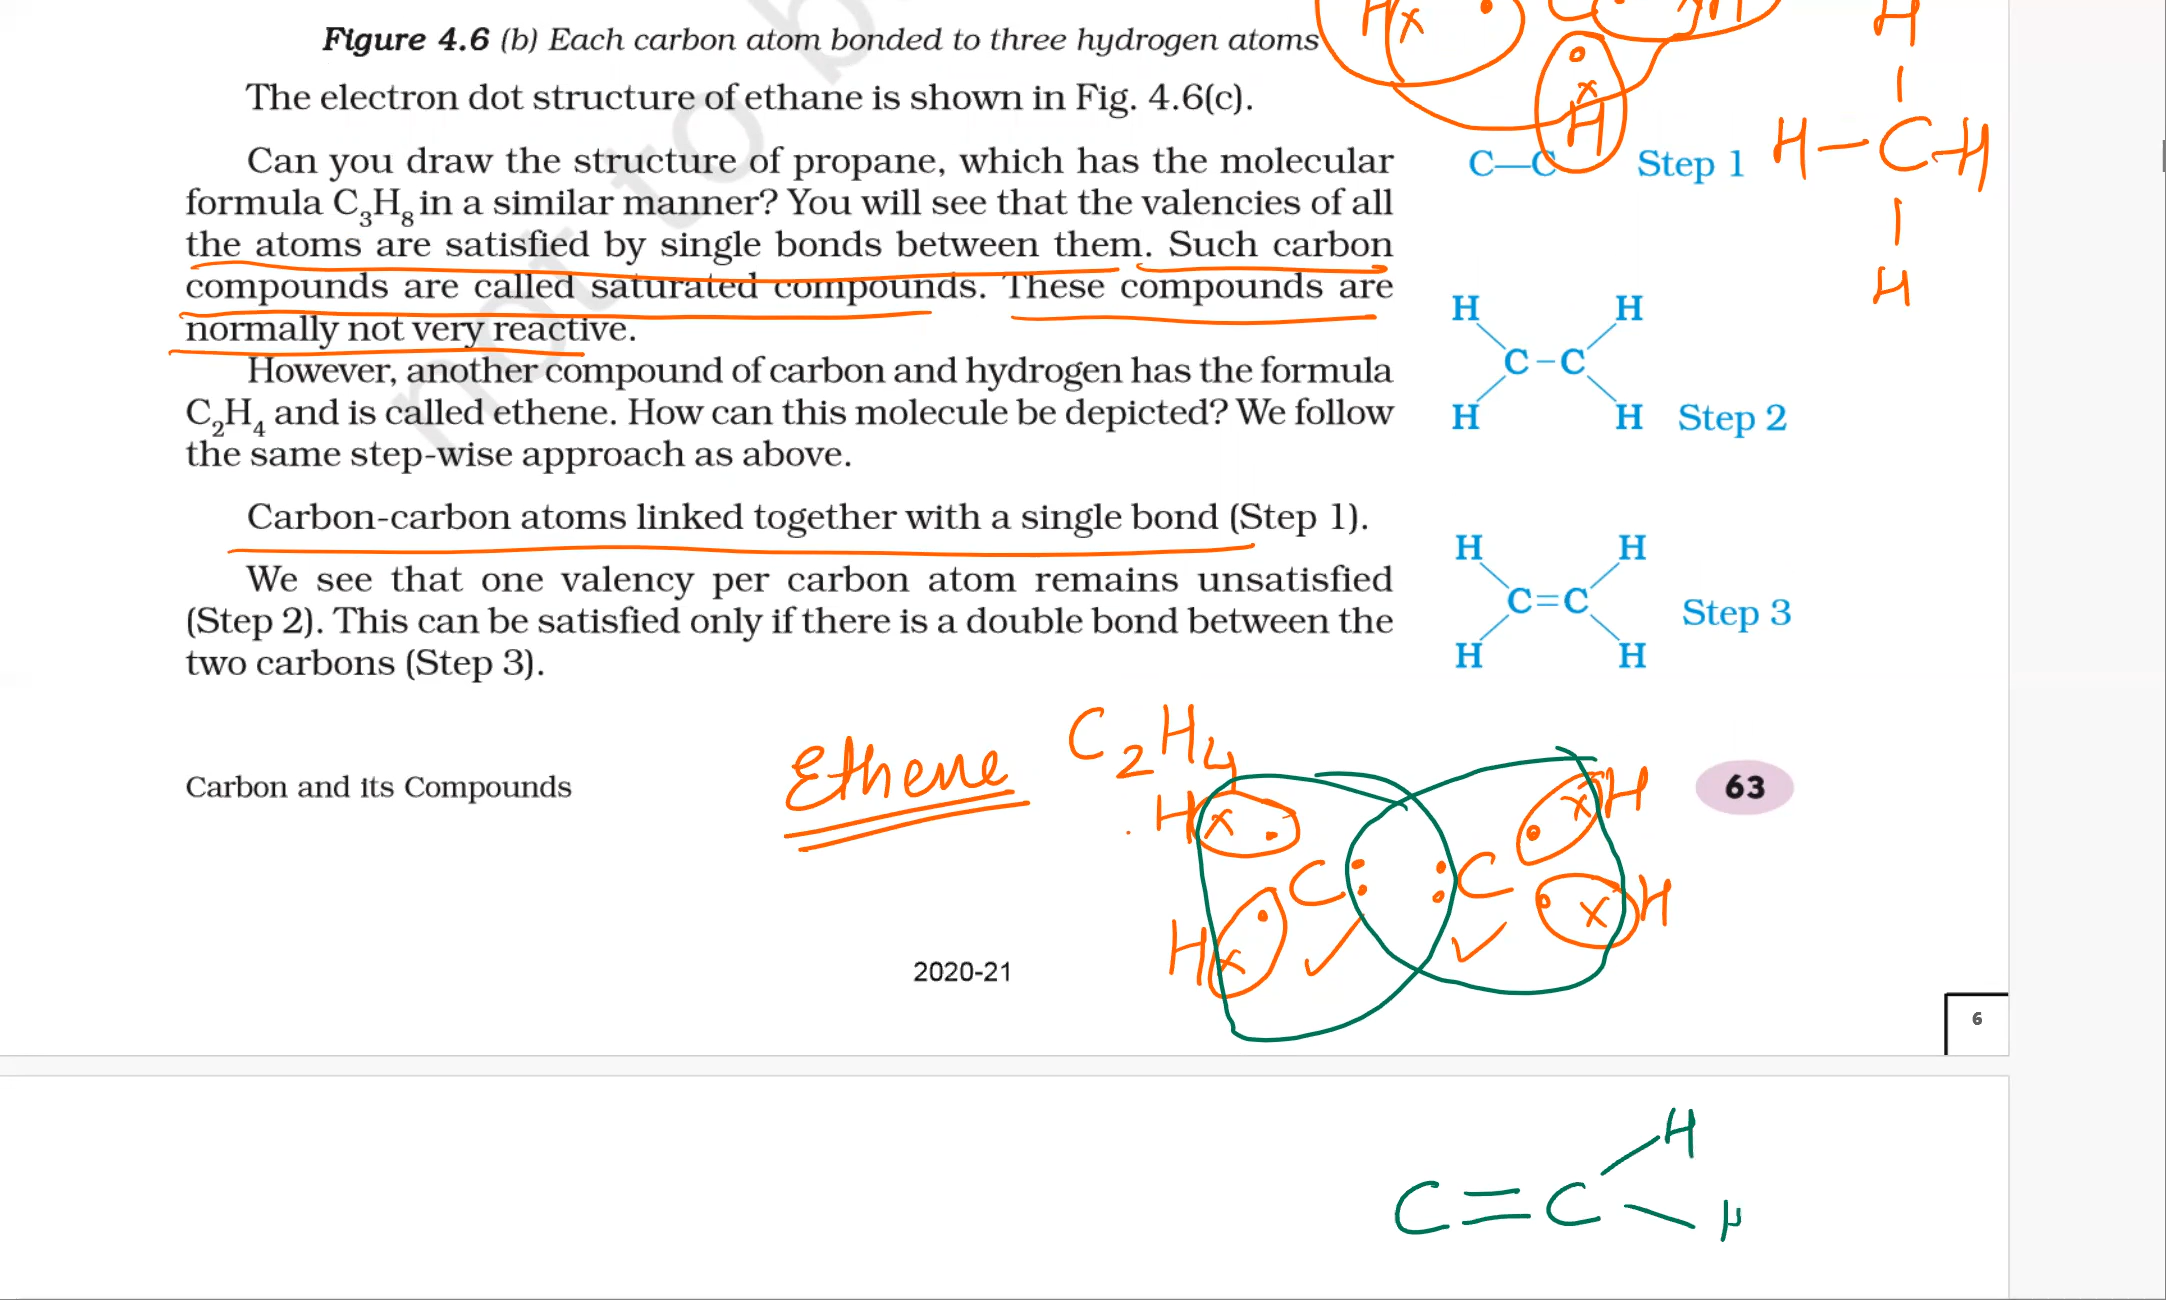 Figure 4.6 (b) Each carbon atom bonded to three hydrogen atoms
The electron dot structure of ethane is shown in Fig. 4.6(c).
Can you draw the structure of propane, which has the molecular
formula C3H8 in a similar manner? You will see that the valencies of all
the atoms are satisfied by single bonds between them. Such carbon
compounds are called saturated compounds. These compounds are
normally not very reactive.
However, another compound of carbon and hydrogen has the formula
C2H4 and is called ethene. How can this molecule be depicted? We follow
the same step-wise approach as above.
Carbon-carbon atoms linked together with a single bond (Step 1).
We see that one valency per carbon atom remains unsatisfied
(Step 2). This can be satisfied only if there is a double bond between the
two carbons (Step 3).
H x
x
H
C—C Step 1
H
H-C-H
H
H H
C-C
H H Step 2
H H
C=C
Step 3
H H
Ethene C2H4
H x x H
C C
H x x H
Carbon and its Compounds
63
2020-21
6
H
C=C
H
not to b